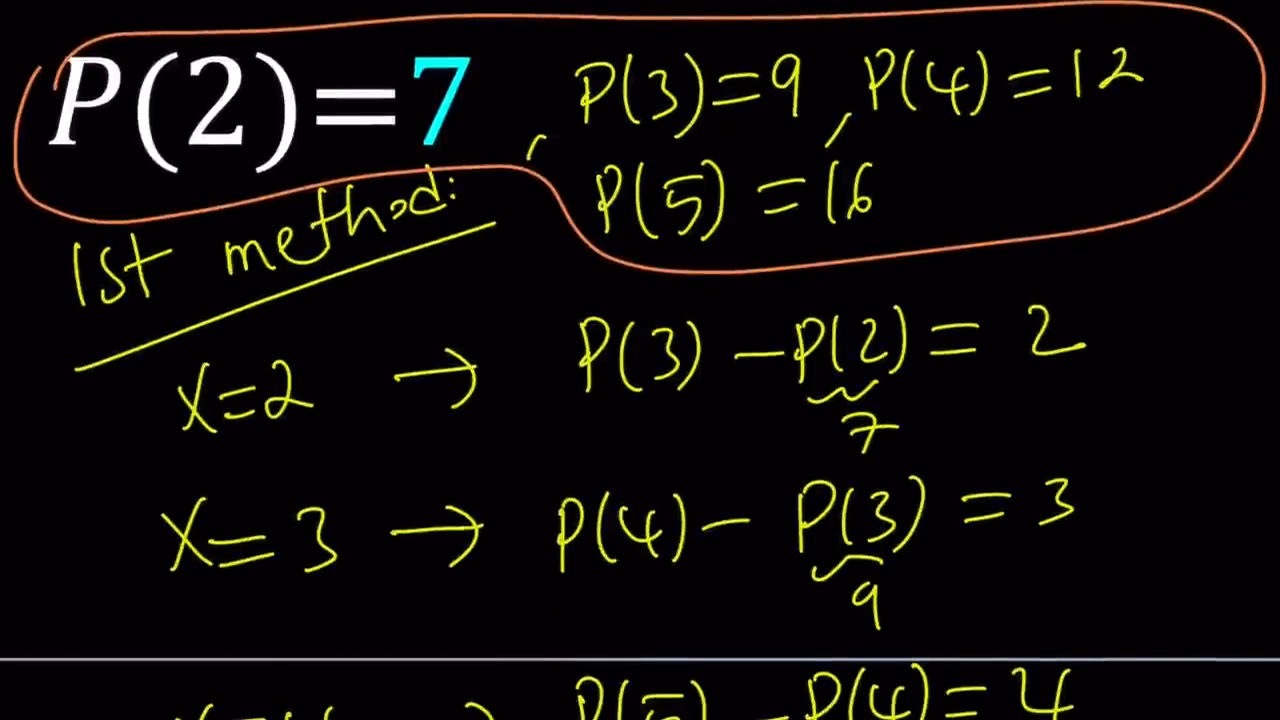 P(2)=7 , P(3)=9 , P(4)=12
P(5)=16
1st method:
x=2 → P(3)-P(2)=2
7
x=3 → P(4)-P(3)=3
9
P(5)-P(4)=4